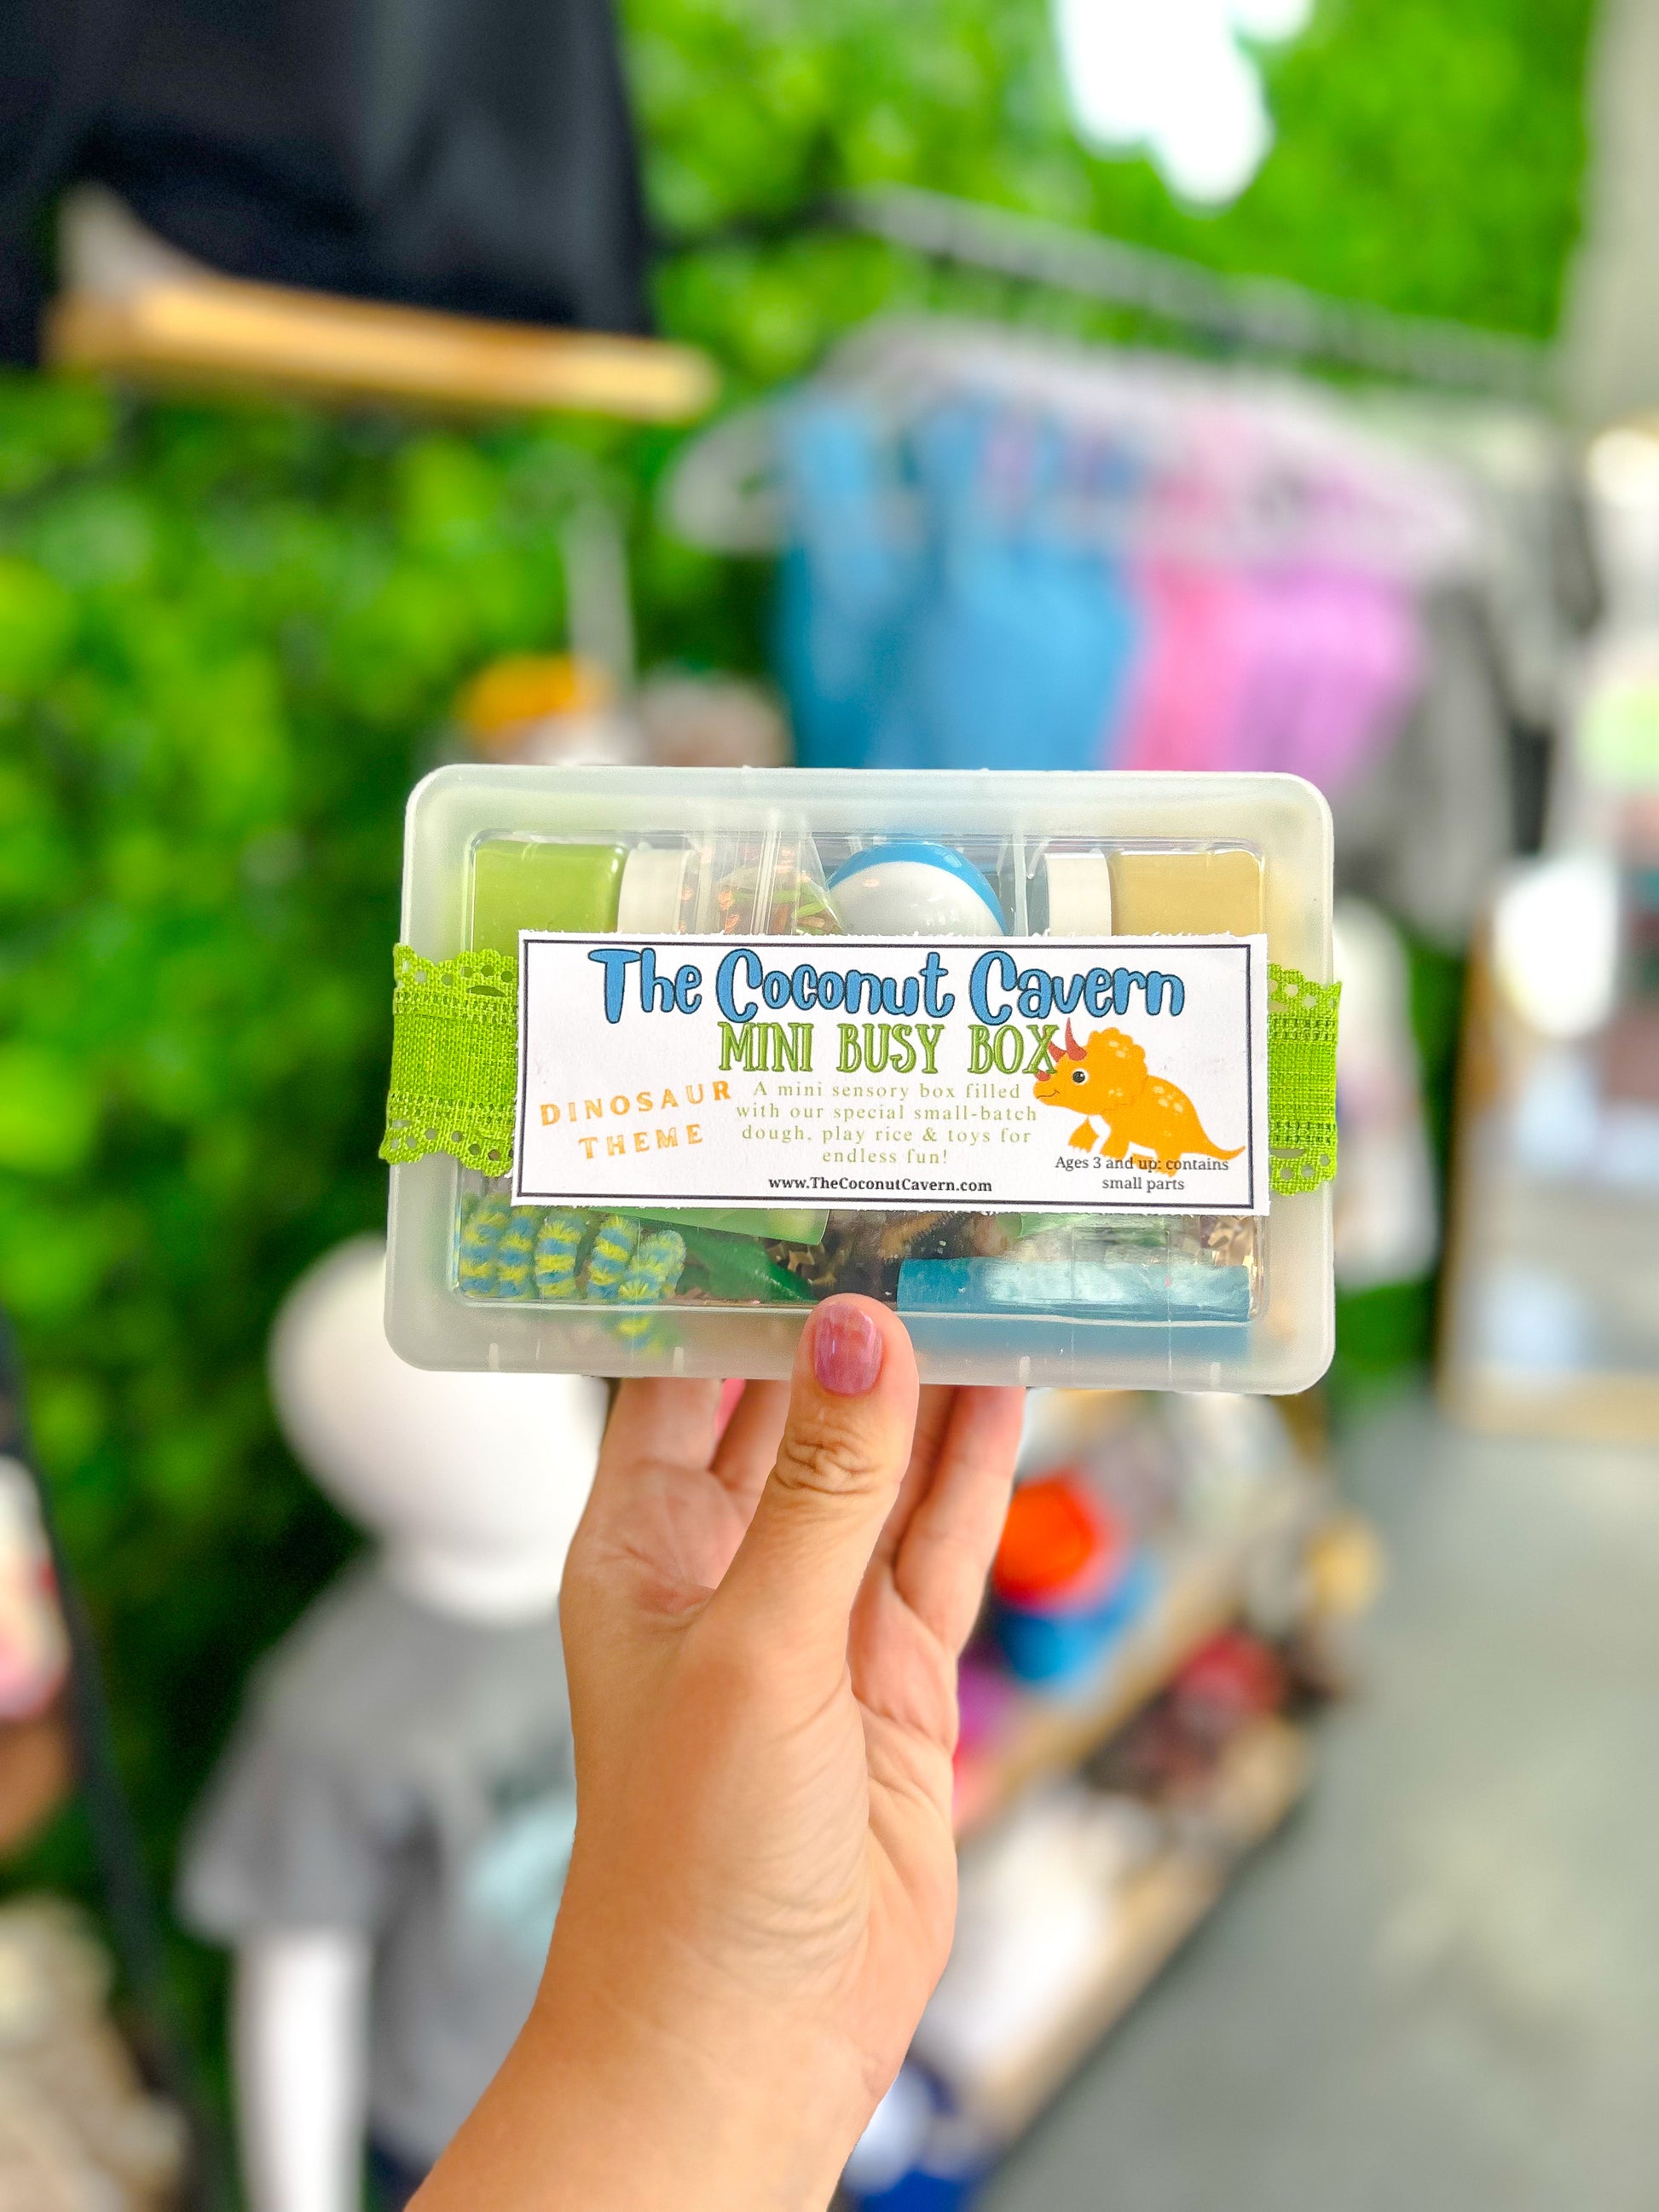 The Coconut Cavern
MINI BUSY BOX
DINOSAUR
THEME
A mini sensory box filled
with our special small-batch
dough, play rice & toys for
endless fun!
www.TheCoconutCavern.com
Ages 3 and up: contains
small parts